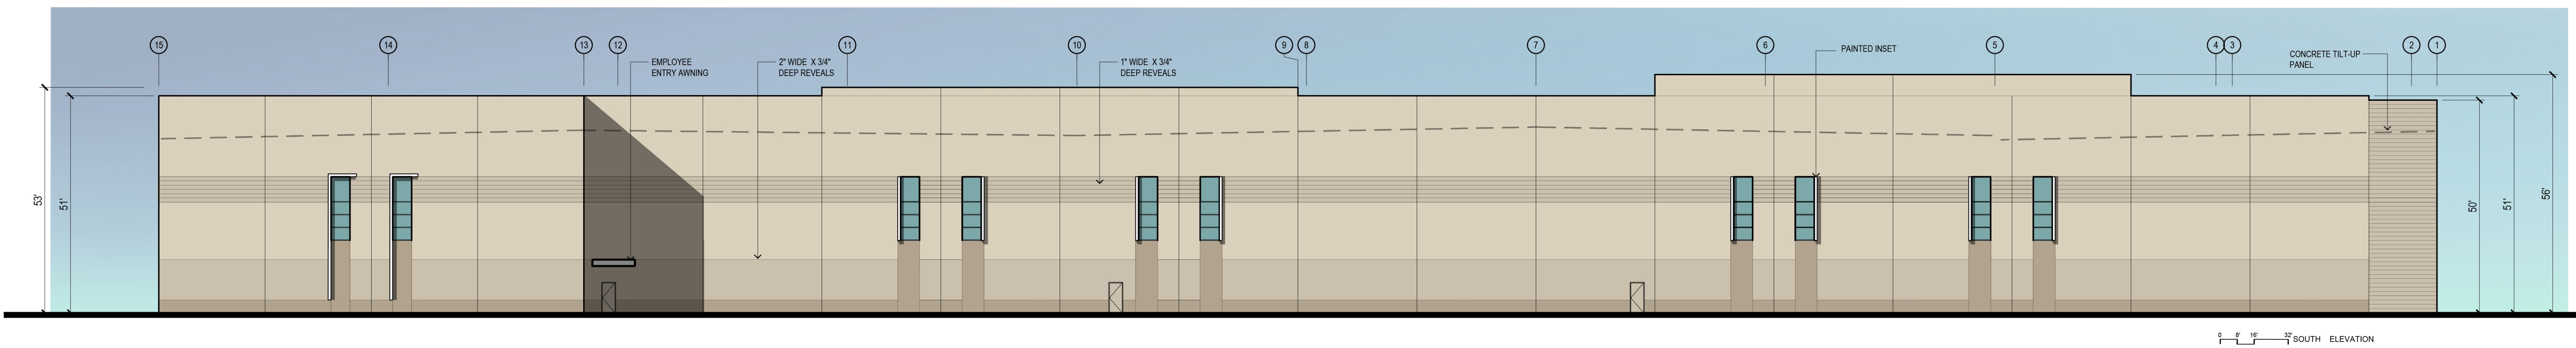 15
14
13
12
11
10
9
8
7
6
5
4
3
2
1
EMPLOYEE
ENTRY AWNING
2" WIDE X 3/4"
DEEP REVEALS
1" WIDE X 3/4"
DEEP REVEALS
PAINTED INSET
CONCRETE TILT-UP
PANEL
53'
51'
50'
51'
56'
0 8' 16' 32'
SOUTH ELEVATION